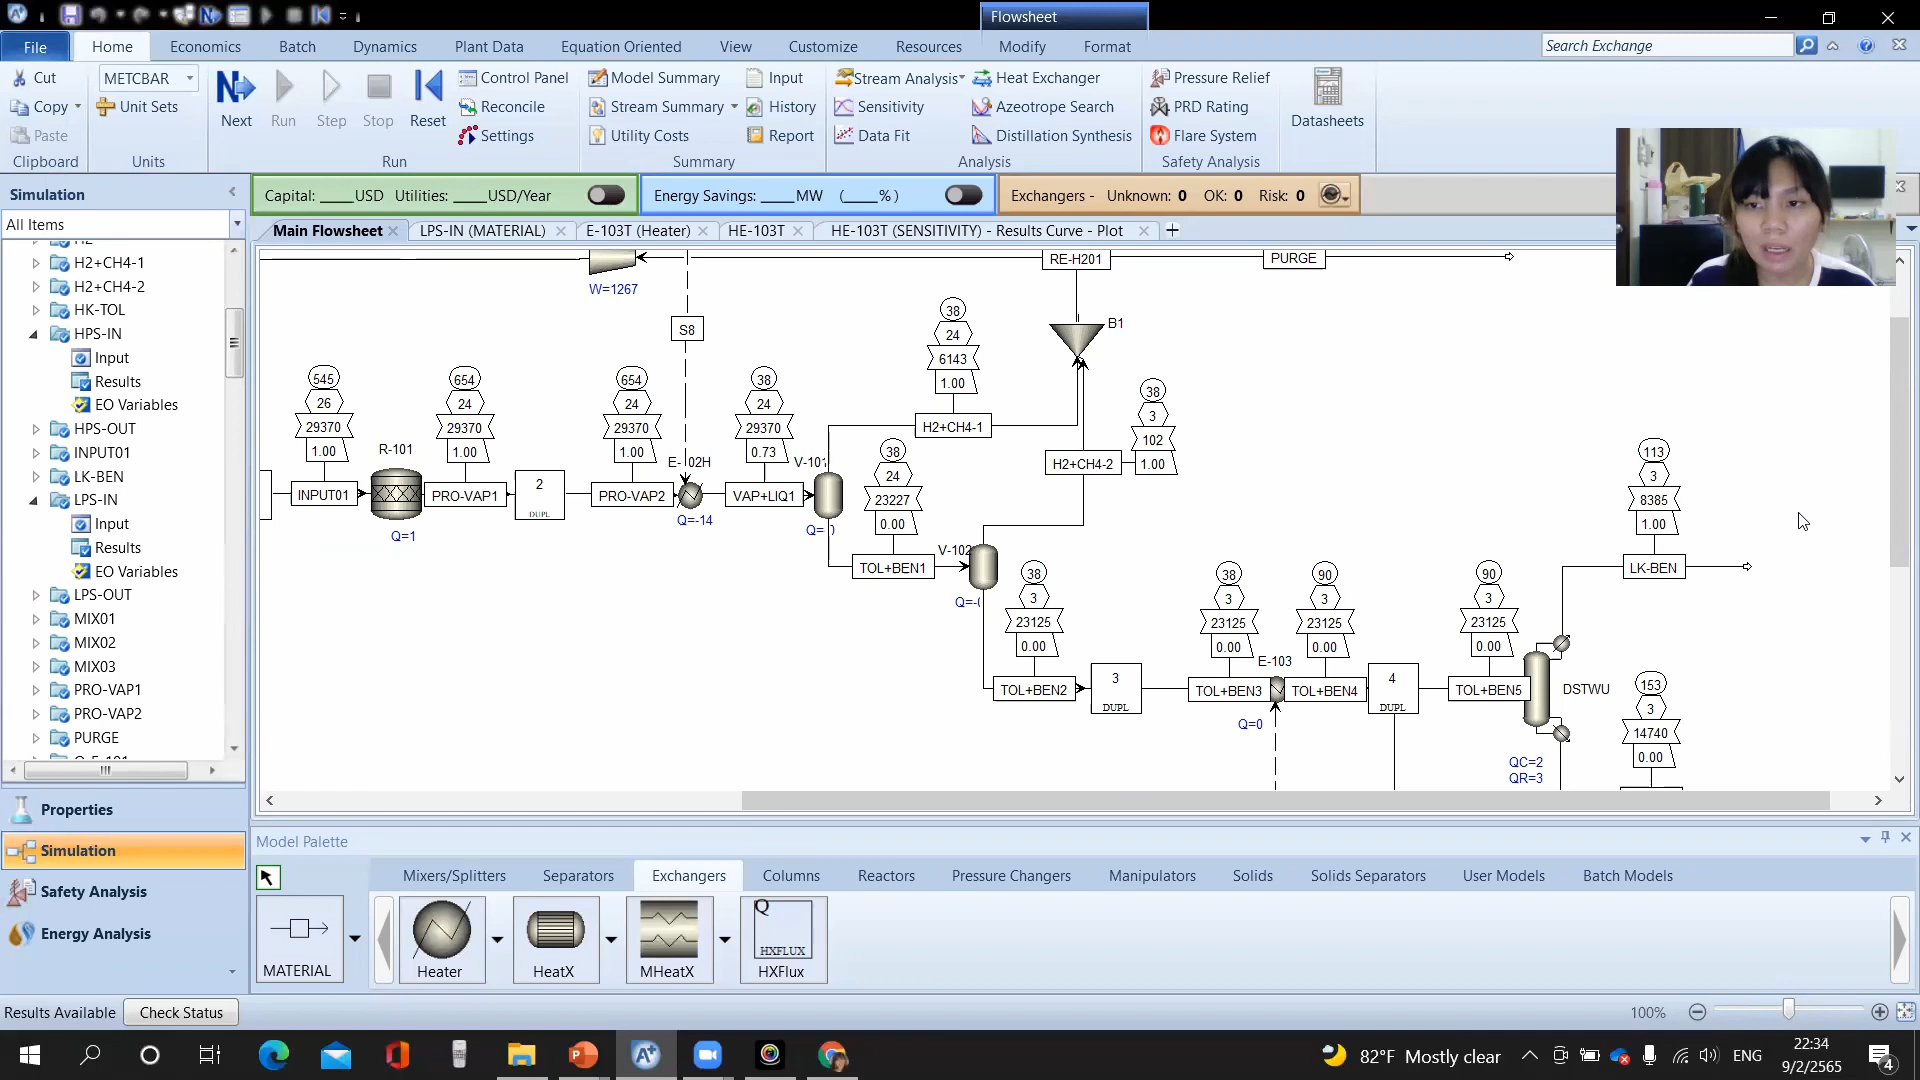 Flowsheet
File Home Economics Batch Dynamics Plant Data Equation Oriented View Customize Resources Modify Format Search Exchange
Cut
Copy
Paste
Clipboard
METCBAR
Unit Sets
Units
Next Run Step Stop Reset
Control Panel
Reconcile
Settings
Run
Model Summary
Stream Summary
Utility Costs
Input
History
Report
Summary
Stream Analysis
Sensitivity
Data Fit
Heat Exchanger
Azeotrope Search
Distillation Synthesis
Analysis
Pressure Relief
PRD Rating
Flare System
Safety Analysis
Datasheets
Simulation
All Items
Capital: ____USD Utilities: ____USD/Year
Energy Savings: ____MW (____%)
Exchangers - Unknown: 0 OK: 0 Risk: 0
Main Flowsheet LPS-IN (MATERIAL) E-103T (Heater) HE-103T HE-103T (SENSITIVITY) - Results Curve - Plot
H2+CH4-1
H2+CH4-2
HK-TOL
HPS-IN
Input
Results
EO Variables
HPS-OUT
INPUT01
LK-BEN
LPS-IN
Input
Results
EO Variables
LPS-OUT
MIX01
MIX02
MIX03
PRO-VAP1
PRO-VAP2
PURGE
Properties
Simulation
Safety Analysis
Energy Analysis
RE-H201
PURGE
W=1267
S8
B1
38
24
6143
1.00
H2+CH4-1
38
3
102
1.00
H2+CH4-2
545
26
29370
1.00
INPUT01
R-101
Q=1
654
24
29370
1.00
PRO-VAP1
2
DUPL
654
24
29370
1.00
PRO-VAP2
Q=-14
38
24
29370
0.73
VAP+LIQ1
38
24
23227
0.00
TOL+BEN1
V-102
38
3
23125
0.00
TOL+BEN2
3
DUPL
38
3
23125
0.00
TOL+BEN3
E-103
Q=0
90
3
23125
0.00
TOL+BEN4
4
DUPL
90
3
23125
0.00
TOL+BEN5
DSTWU
QC=2
QR=3
113
3
8385
1.00
LK-BEN
153
3
14740
0.00
Model Palette
Mixers/Splitters Separators Exchangers Columns Reactors Pressure Changers Manipulators Solids Solids Separators User Models Batch Models
MATERIAL
Heater
HeatX
MHeatX
Q
HXFLUX
HXFlux
Results Available Check Status
100%
82°F Mostly clear
ENG
22:34
9/2/2565
4